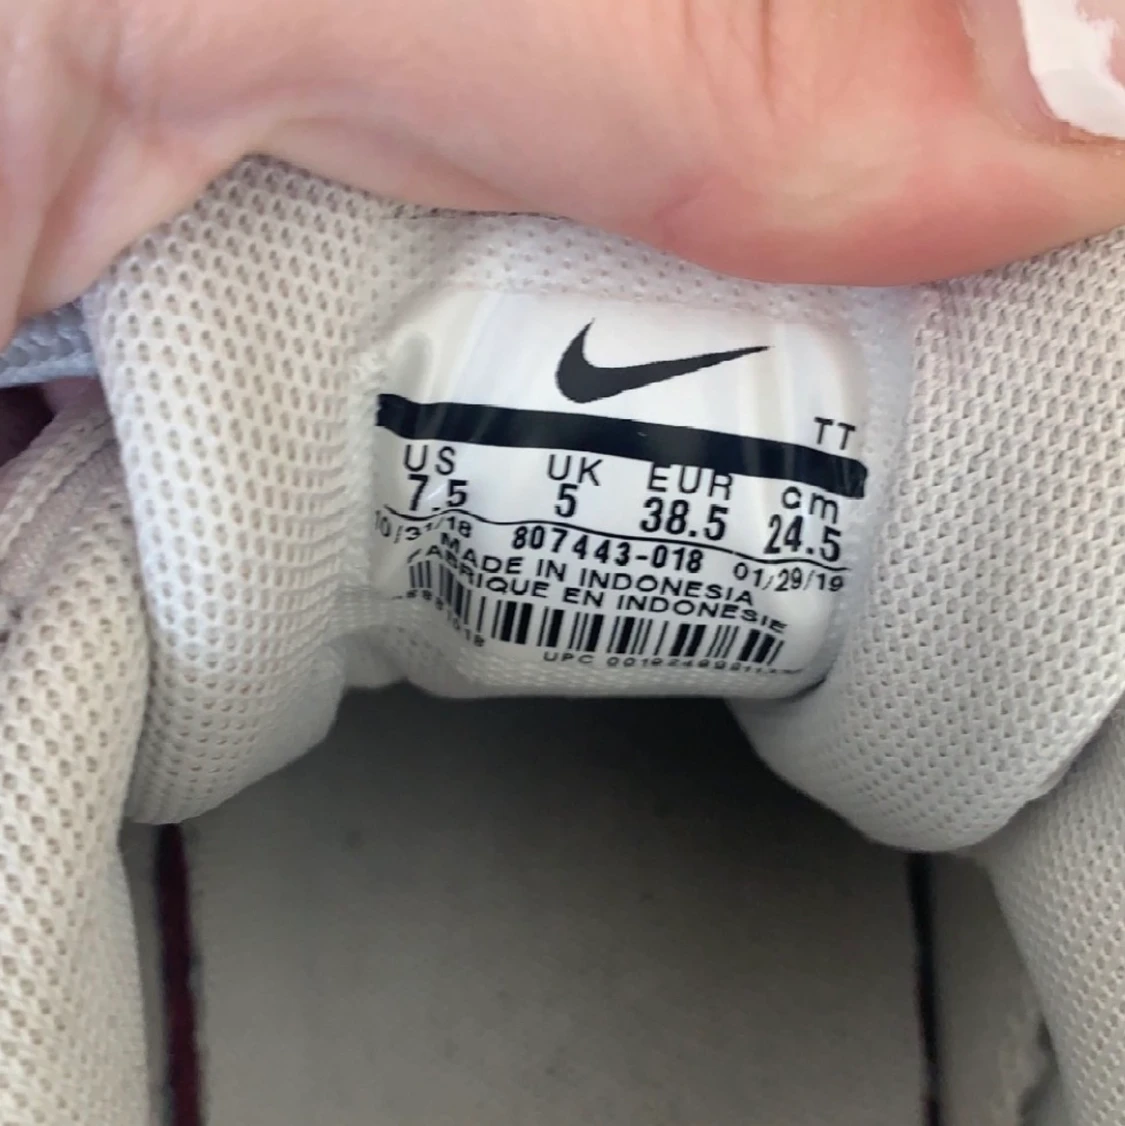 TT
US UK EUR cm
7.5 5 38.5 24.5
10/31/18 807443-018 01/29/19
MADE IN INDONESIA
FABRIQUE EN INDONESIE
UPC